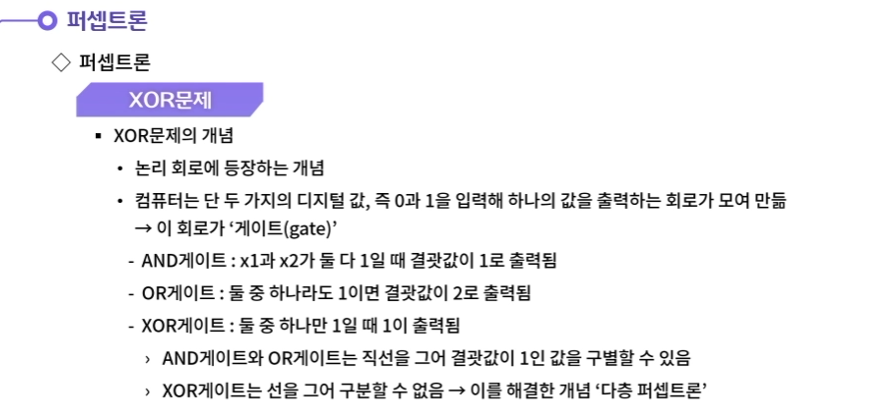 퍼셉트론
◇ 퍼셉트론
XOR문제
▪ XOR문제의 개념
• 논리 회로에 등장하는 개념
• 컴퓨터는 단 두 가지의 디지털 값, 즉 0과 1을 입력해 하나의 값을 출력하는 회로가 모여 만듦
→ 이 회로가 ‘게이트(gate)’
- AND게이트 : x1과 x2가 둘 다 1일 때 결괏값이 1로 출력됨
- OR게이트 : 둘 중 하나라도 1이면 결괏값이 2로 출력됨
- XOR게이트 : 둘 중 하나만 1일 때 1이 출력됨
› AND게이트와 OR게이트는 직선을 그어 결괏값이 1인 값을 구별할 수 있음
› XOR게이트는 선을 그어 구분할 수 없음 → 이를 해결한 개념 ‘다층 퍼셉트론’